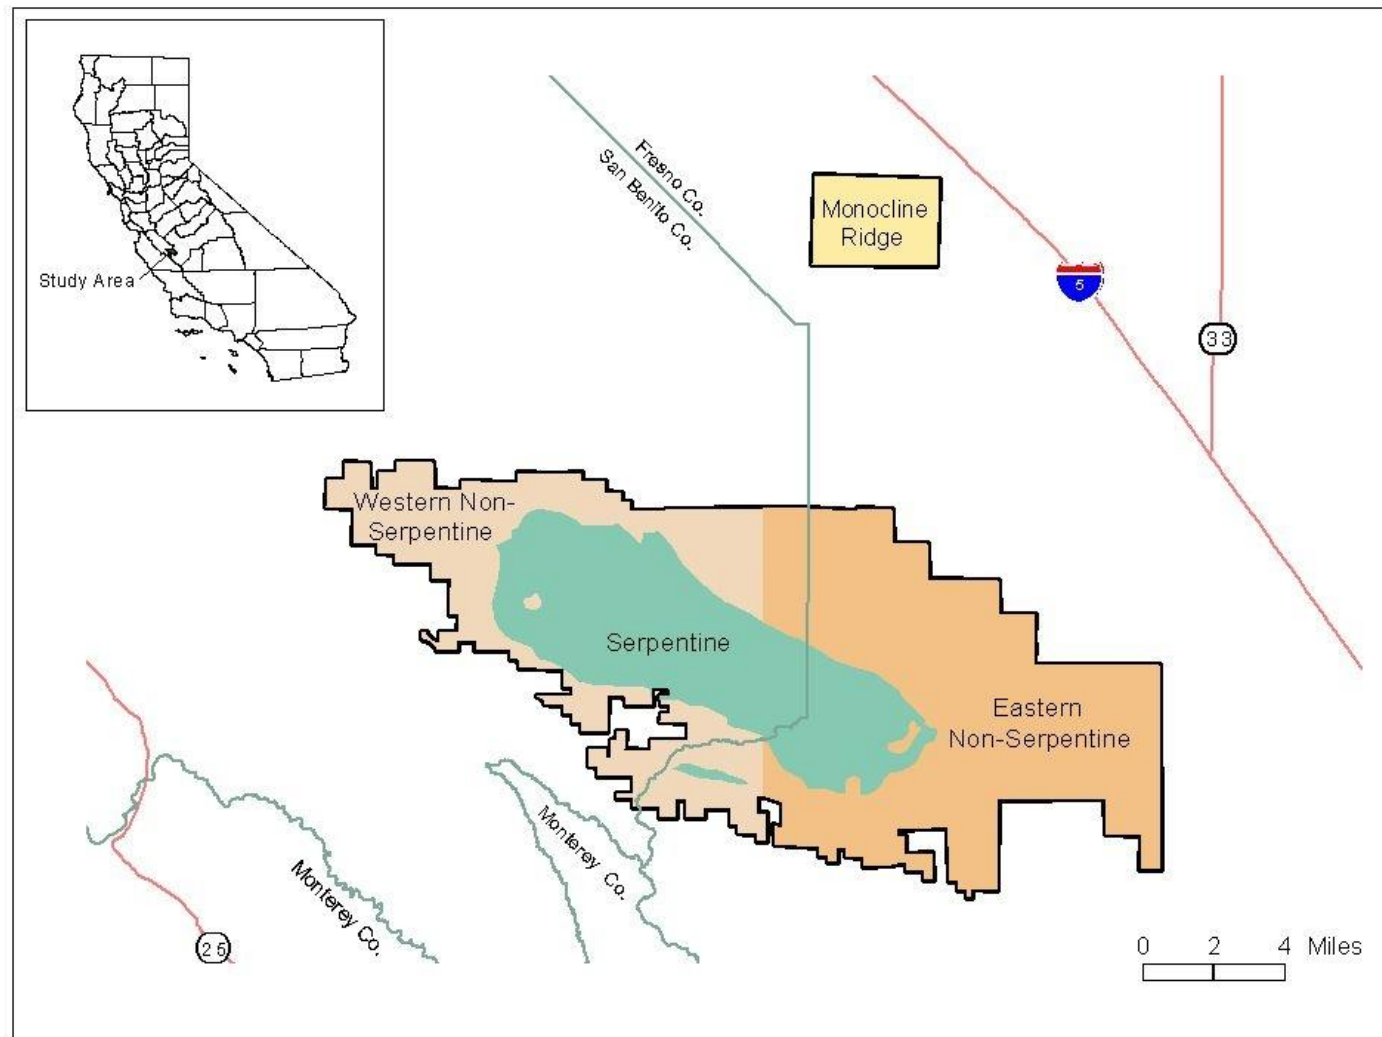 Study Area
Fresno Co.
San Benito Co.
Monocline
Ridge
5
33
Western Non-
Serpentine
Serpentine
Eastern
Non-Serpentine
Monterey Co.
Monterey Co.
25
0 2 4 Miles